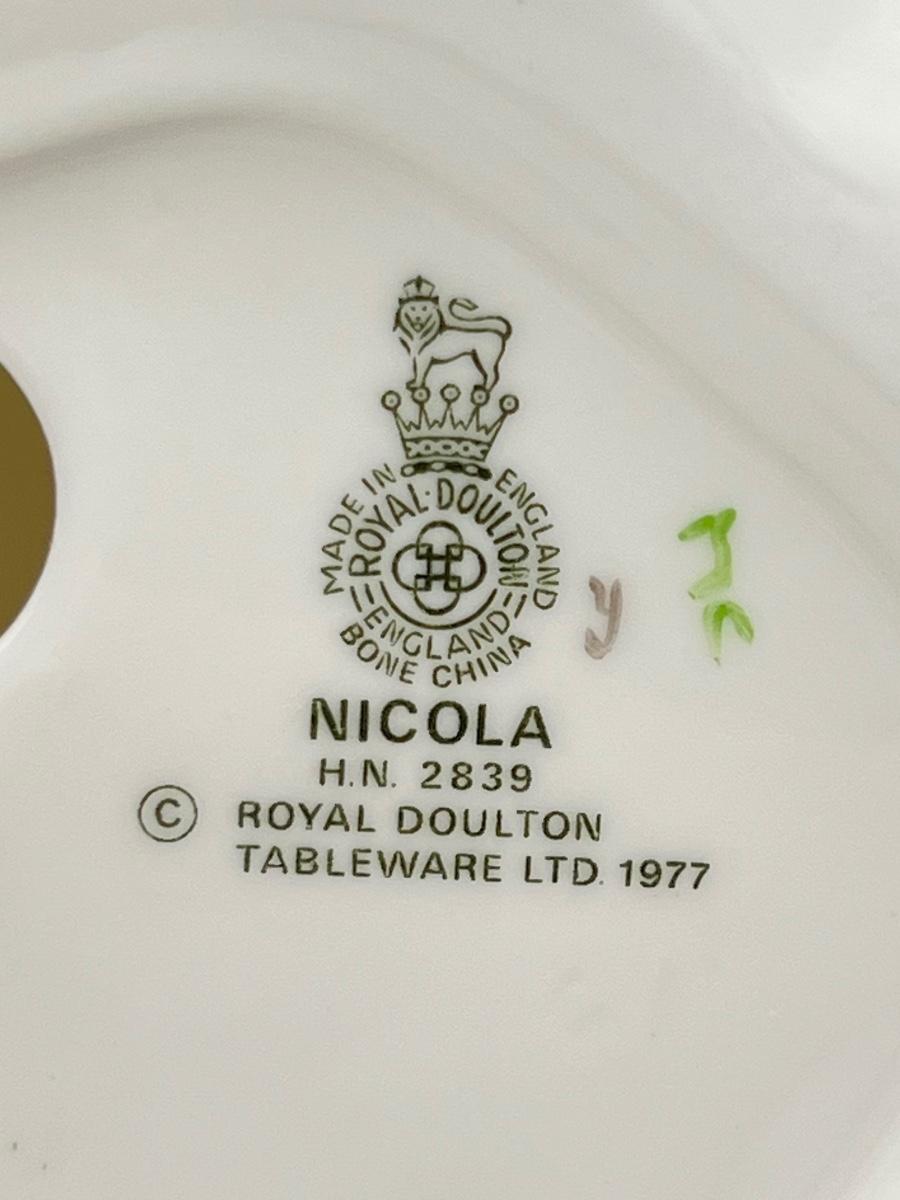 MADE IN ENGLAND
ROYAL·DOULTON
ENGLAND
BONE CHINA
NICOLA
H.N. 2839
© ROYAL DOULTON
TABLEWARE LTD. 1977
y